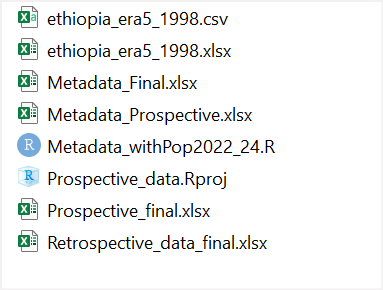 ethiopia_era5_1998.csv
ethiopia_era5_1998.xlsx
Metadata_Final.xlsx
Metadata_Prospective.xlsx
Metadata_withPop2022_24.R
Prospective_data.Rproj
Prospective_final.xlsx
Retrospective_data_final.xlsx